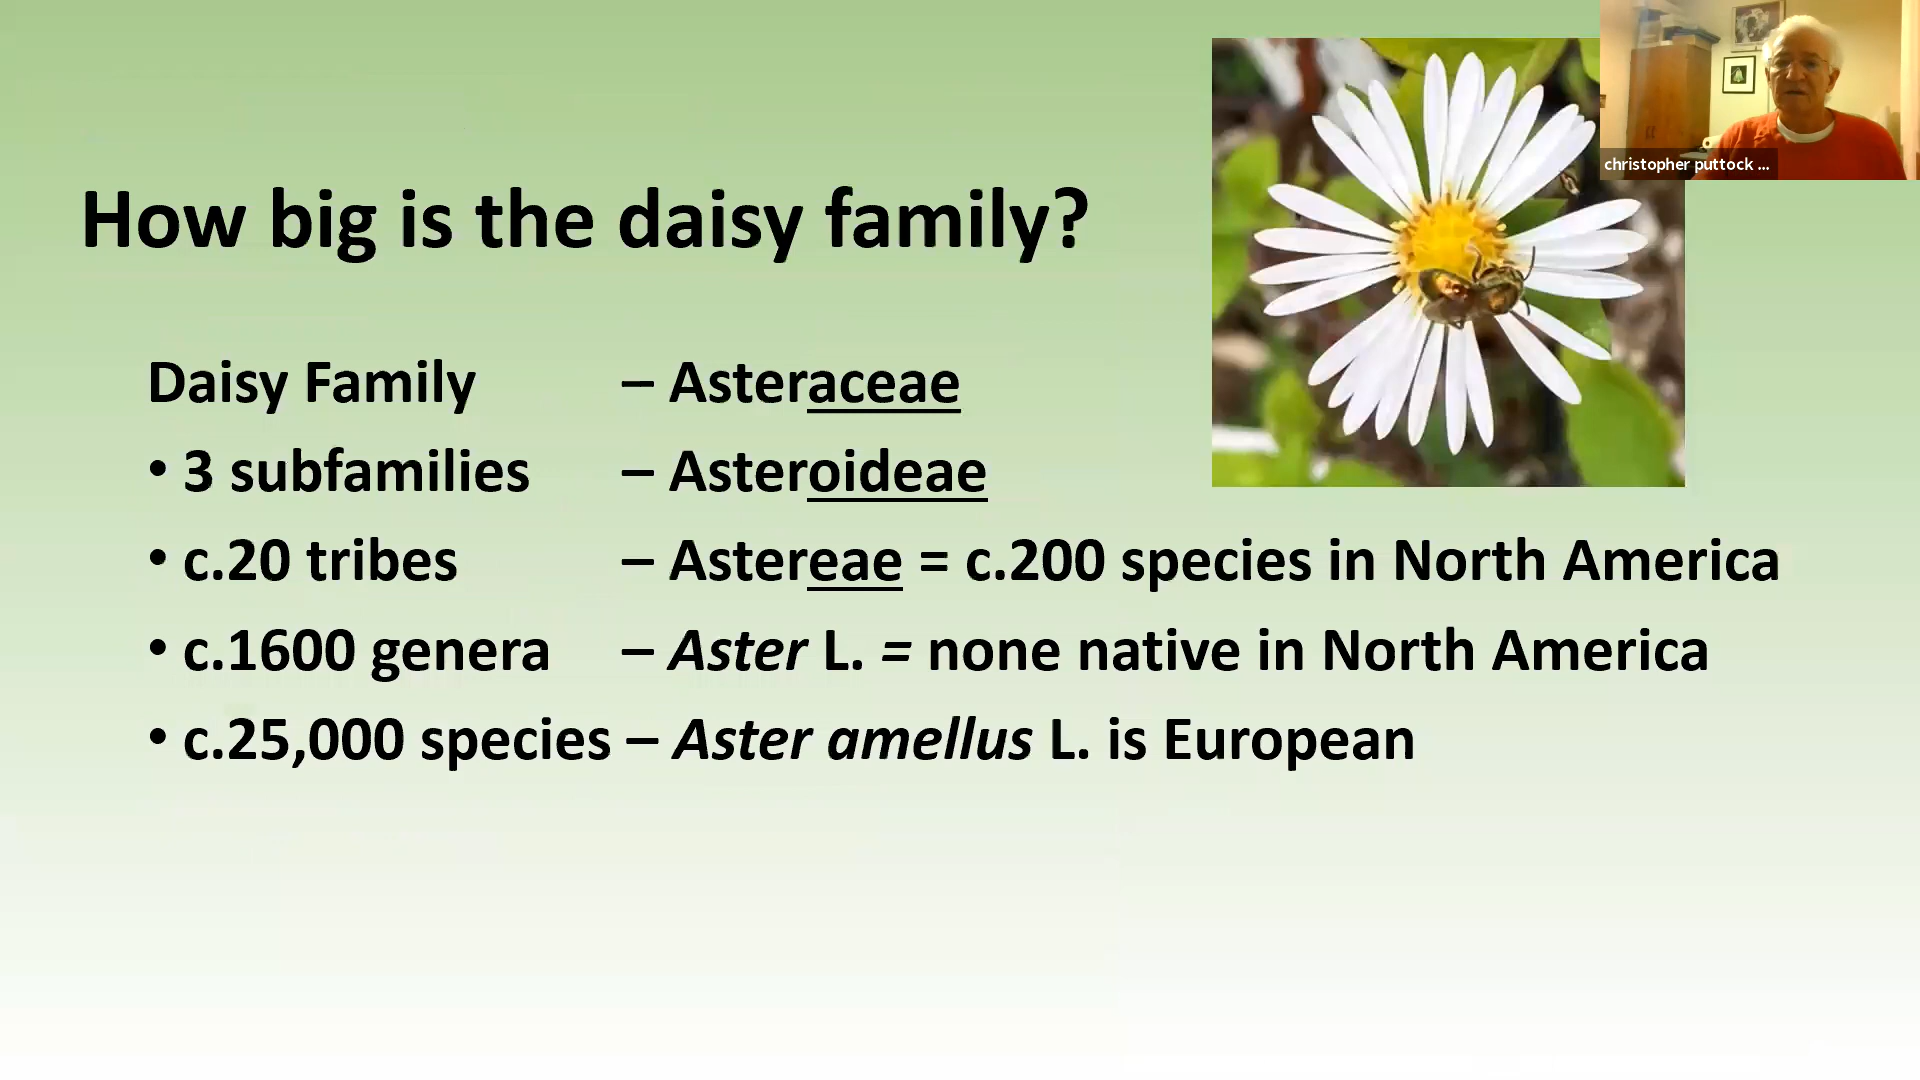 christopher puttock ...
How big is the daisy family?
Daisy Family – Asteraceae
• 3 subfamilies – Asteroideae
• c.20 tribes – Astereae = c.200 species in North America
• c.1600 genera – Aster L. = none native in North America
• c.25,000 species – Aster amellus L. is European